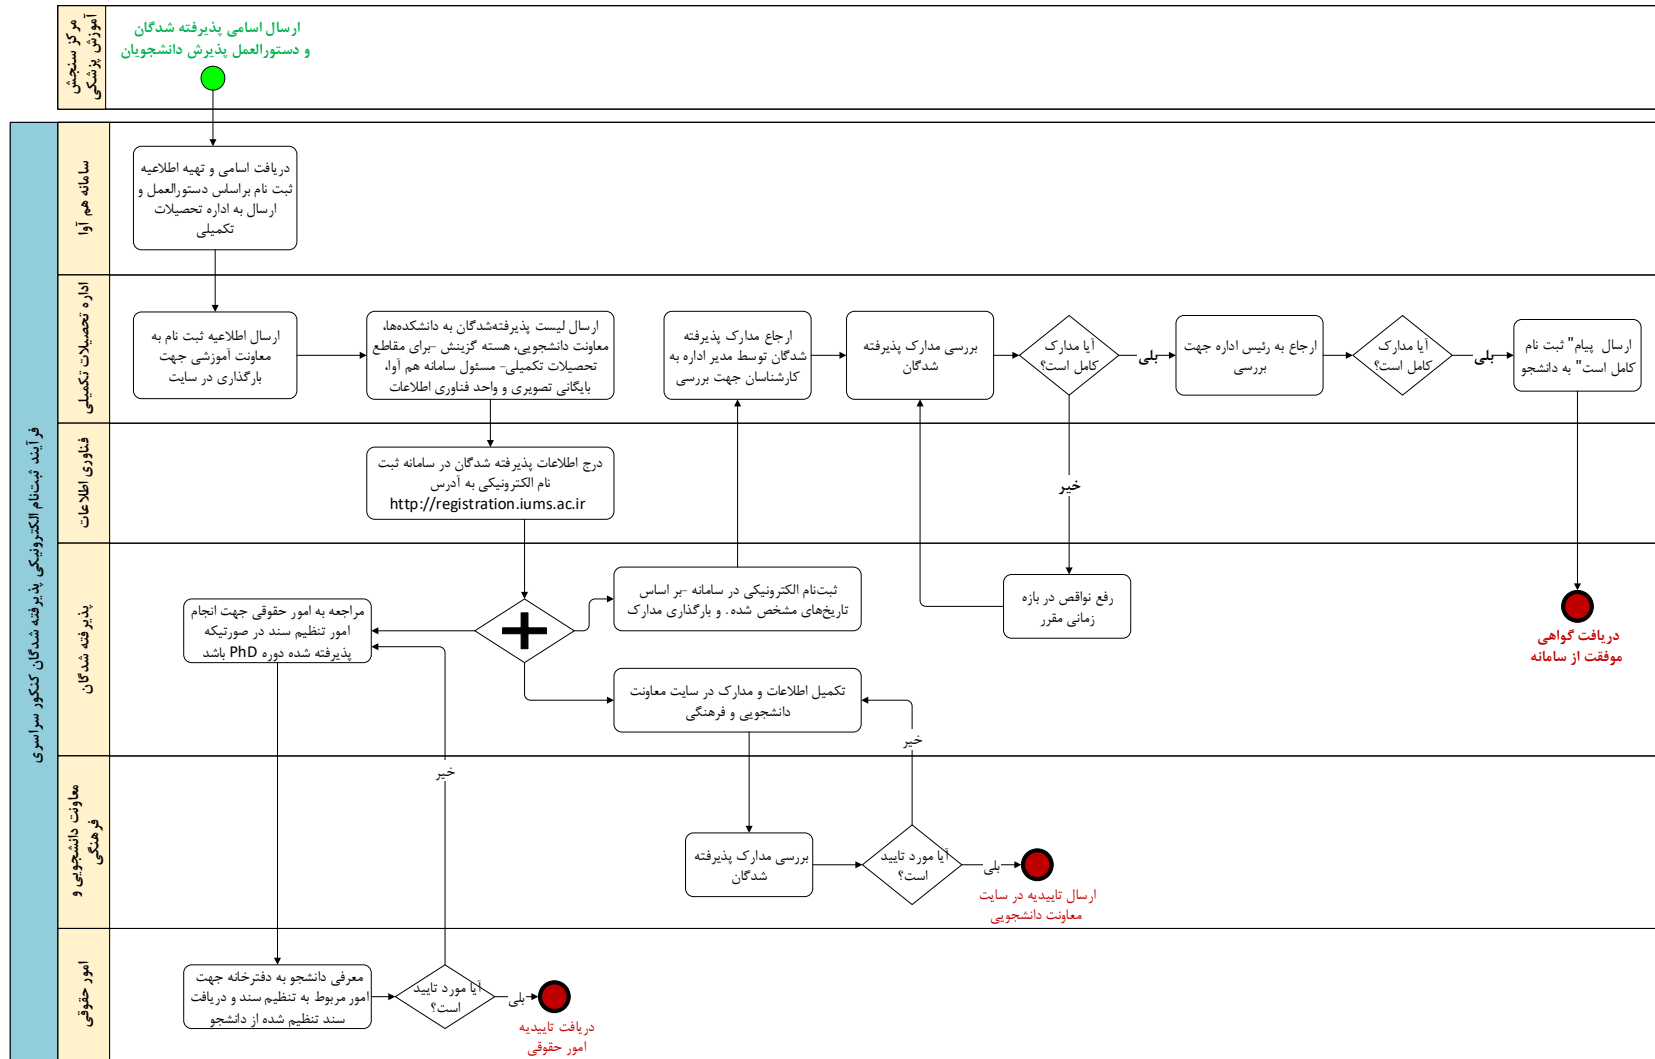 مرکز سنجش
آموزش پزشکی
ارسال اسامی پذیرفته شدگان
و دستورالعمل پذیرش دانشجویان
فرآیند ثبت‌نام الکترونیکی پذیرفته شدگان کنکور سراسری
سامانه هم آوا
دریافت اسامی و تهیه اطلاعیه
ثبت نام براساس دستورالعمل و
ارسال به اداره تحصیلات
تکمیلی
اداره تحصیلات تکمیلی
ارسال اطلاعیه ثبت نام به
معاونت آموزشی جهت
بارگذاری در سایت
ارسال لیست پذیرفته‌شدگان به دانشکده‌ها،
معاونت دانشجویی، هسته گزینش –برای مقاطع
تحصیلات تکمیلی- مسئول سامانه هم آوا،
بایگانی تصویری و واحد فناوری اطلاعات
ارجاع مدارک پذیرفته
شدگان توسط مدیر اداره به
کارشناسان جهت بررسی
بررسی مدارک پذیرفته
شدگان
آیا مدارک
کامل است؟
بلی
ارجاع به رئیس اداره جهت
بررسی
آیا مدارک
کامل است؟
بلی
ارسال پیام" ثبت نام
کامل است" به دانشجو
فناوری اطلاعات
درج اطلاعات پذیرفته شدگان در سامانه ثبت
نام الکترونیکی به آدرس
http://registration.iums.ac.ir
خیر
پذیرفته شدگان
مراجعه به امور حقوقی جهت انجام
امور تنظیم سند در صورتیکه
پذیرفته شده دوره PhD باشد
ثبت‌نام الکترونیکی در سامانه –بر اساس
تاریخ‌های مشخص شده. و بارگذاری مدارک
رفع نواقص در بازه
زمانی مقرر
دریافت گواهی
موفقت از سامانه
تکمیل اطلاعات و مدارک در سایت معاونت
دانشجویی و فرهنگی
خیر
خیر
معاونت دانشجویی و
فرهنگی
بررسی مدارک پذیرفته
شدگان
آیا مورد تایید
است؟
بلی
ارسال تاییدیه در سایت
معاونت دانشجویی
امور حقوقی
معرفی دانشجو به دفترخانه جهت
امور مربوط به تنظیم سند و دریافت
سند تنظیم شده از دانشجو
آیا مورد تایید
است؟
بلی
دریافت تاییدیه
امور حقوقی